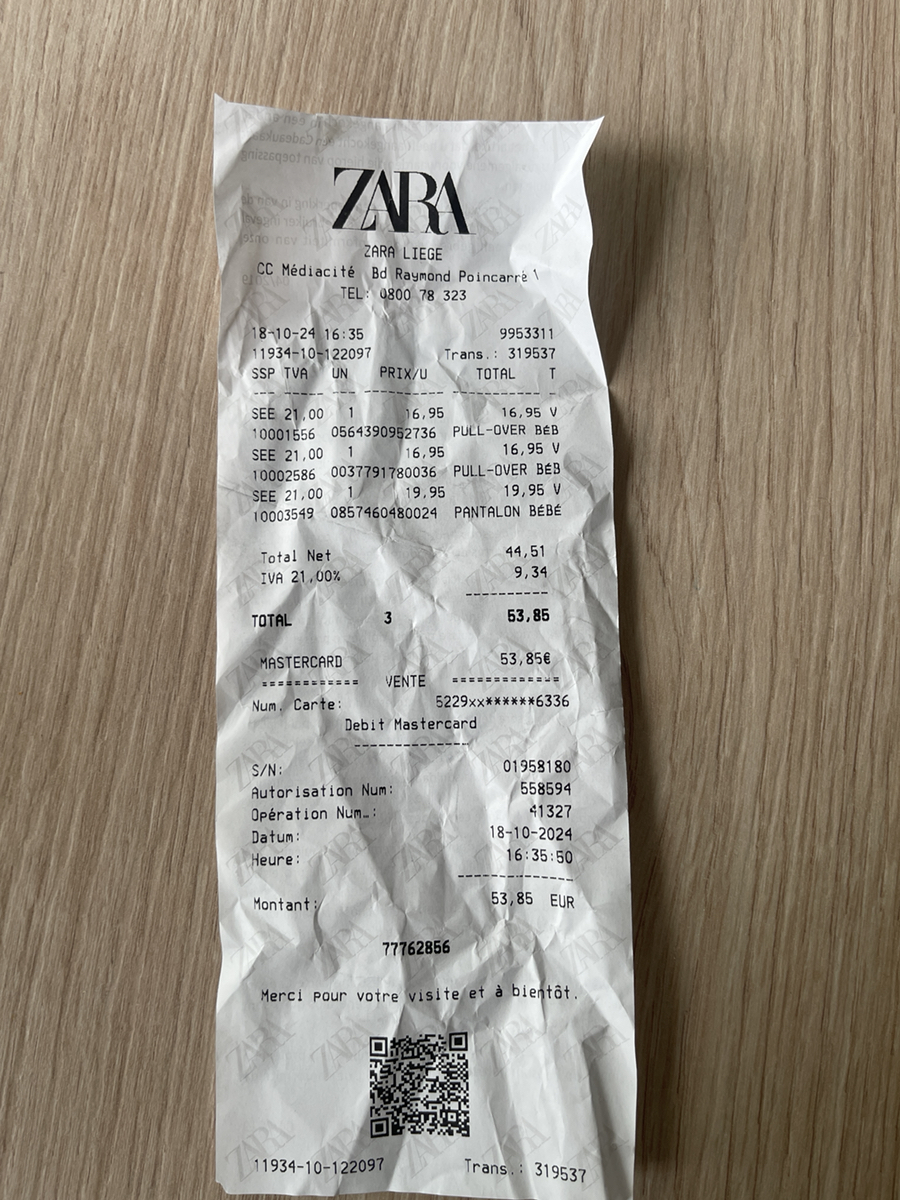 ZARA
ZARA LIEGE
CC Médiacité Bd Raymond Poincarré
TEL: 0800 78 323
18-10-24 16:35 9953311
11934-10-122097 Trans.: 319537
SSP TVA UN PRIX/U TOTAL T
--- ----- --- ---------- ---------- -
SEE 21,00 1 16,95 16,95 V
10001556 0564390952736 PULL-OVER BÉB
SEE 21,00 1 16,95 16,95 V
10002586 0037791780036 PULL-OVER BÉB
SEE 21,00 1 19,95 19,95 V
10003549 0857460480024 PANTALON BÉBÉ
Total Net 44,51
IVA 21,00% 9,34
----------
TOTAL 3 53,85
MASTERCARD 53,85€
============ VENTE =============
Num. Carte: 5229xx******6336
Debit Mastercard
--------------
S/N: 01958180
Autorisation Num: 558594
Opération Num…: 41327
Datum: 18-10-2024
Heure: 16:35:50
--------------
Montant: 53,85 EUR
77762856
Merci pour votre visite et à bientôt.
11934-10-122097 Trans.: 319537